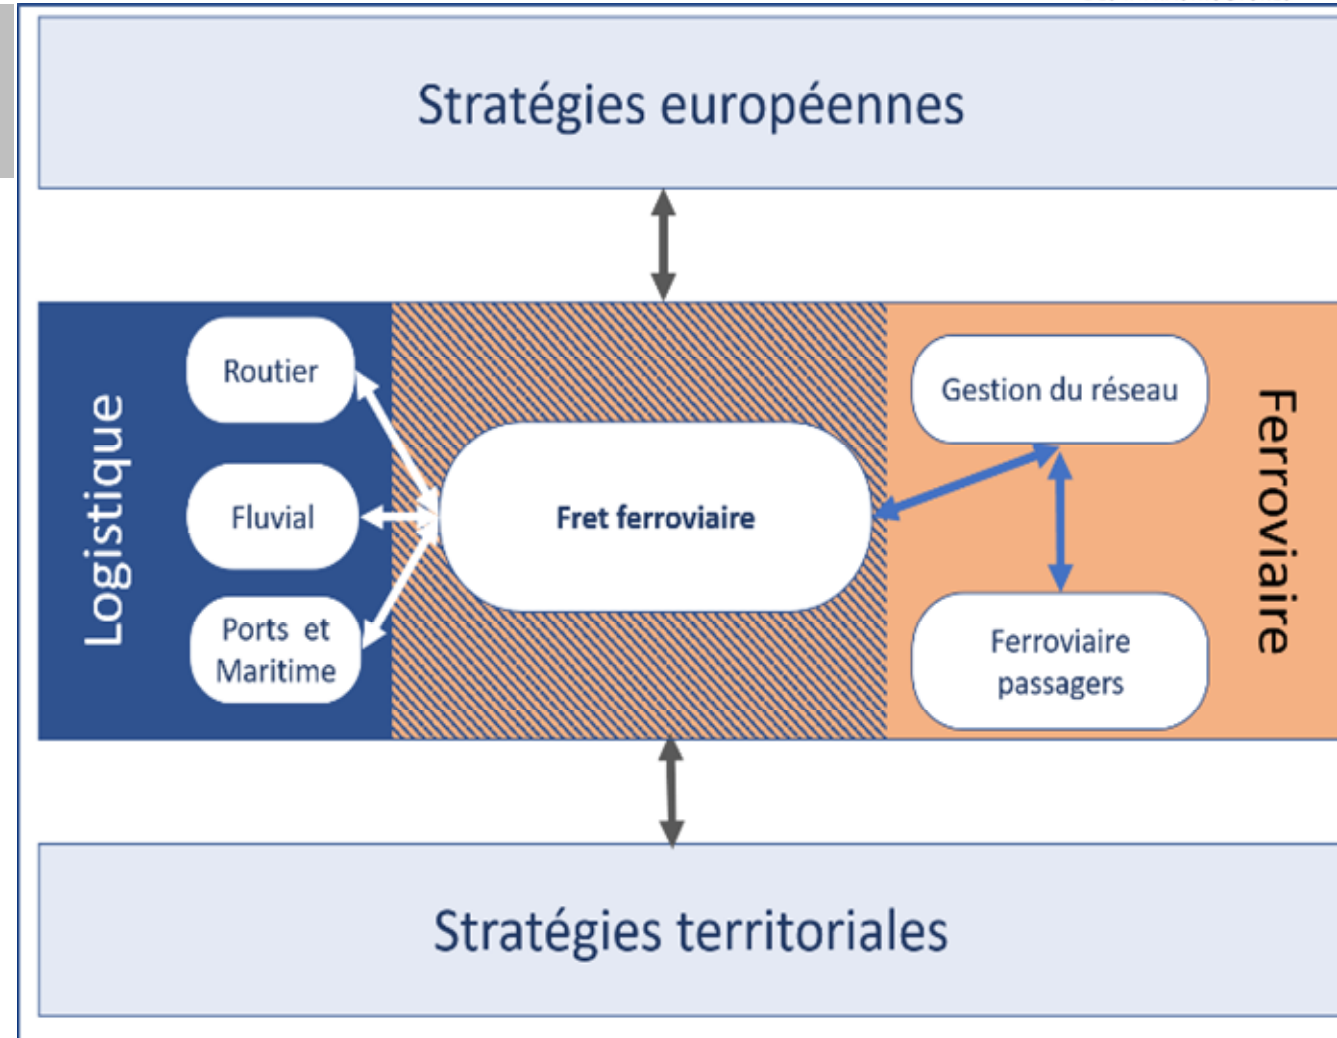 Stratégies européennes
Logistique
Routier
Fluvial
Ports et
Maritime
Fret ferroviaire
Gestion du réseau
Ferroviaire
passagers
Ferroviaire
Stratégies territoriales